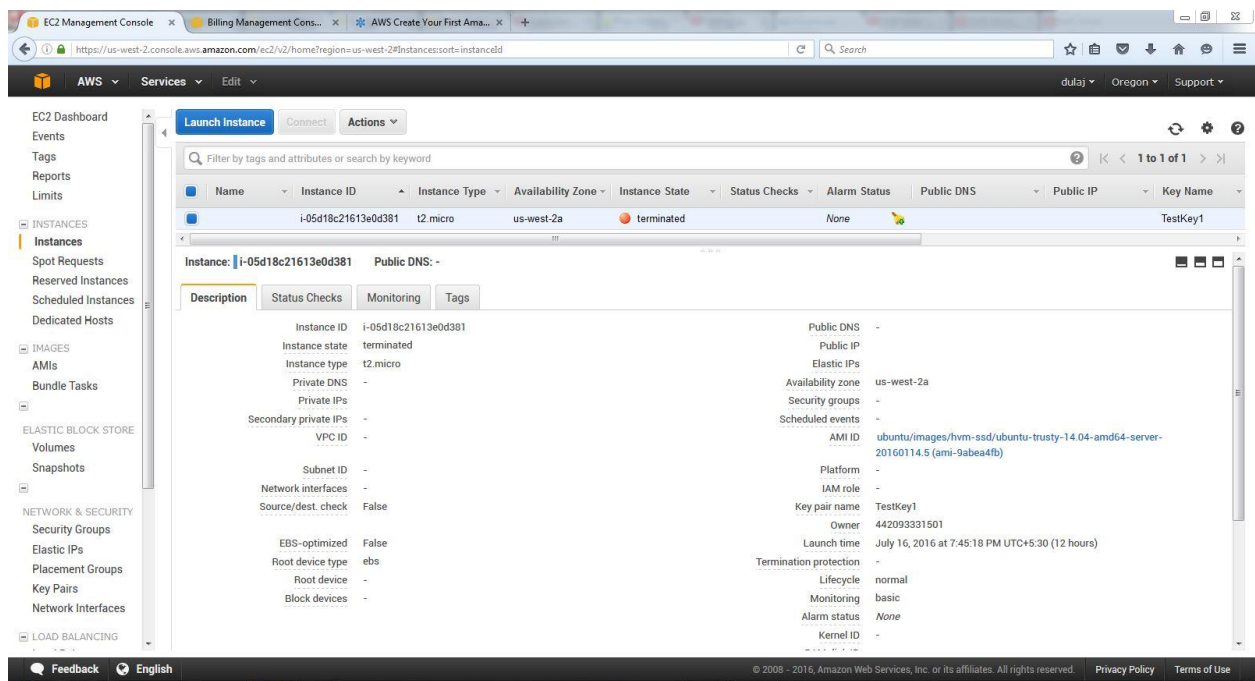 EC2 Management Console × Billing Management Cons... × AWS Create Your First Ama... × +
https://us-west-2.console.aws.amazon.com/ec2/v2/home?region=us-west-2#Instances:sort=instanceId Search
AWS Services Edit dulaj Oregon Support
Launch Instance Connect Actions
Filter by tags and attributes or search by keyword 1 to 1 of 1
Name Instance ID Instance Type Availability Zone Instance State Status Checks Alarm Status Public DNS Public IP Key Name
i-05d18c21613e0d381 t2.micro us-west-2a terminated None TestKey1
EC2 Dashboard
Events
Tags
Reports
Limits
INSTANCES
Instances
Spot Requests
Reserved Instances
Scheduled Instances
Dedicated Hosts
IMAGES
AMIs
Bundle Tasks
ELASTIC BLOCK STORE
Volumes
Snapshots
NETWORK & SECURITY
Security Groups
Elastic IPs
Placement Groups
Key Pairs
Network Interfaces
LOAD BALANCING
Instance: i-05d18c21613e0d381 Public DNS: -
Description Status Checks Monitoring Tags
Instance ID i-05d18c21613e0d381
Instance state terminated
Instance type t2.micro
Private DNS -
Private IPs
Secondary private IPs -
VPC ID -
Subnet ID -
Network interfaces -
Source/dest. check False
EBS-optimized False
Root device type ebs
Root device -
Block devices -
Public DNS -
Public IP
Elastic IPs
Availability zone us-west-2a
Security groups -
Scheduled events -
AMI ID ubuntu/images/hvm-ssd/ubuntu-trusty-14.04-amd64-server-
20160114.5 (ami-9abea4fb)
Platform -
IAM role -
Key pair name TestKey1
Owner 442093331501
Launch time July 16, 2016 at 7:45:18 PM UTC+5:30 (12 hours)
Termination protection -
Lifecycle normal
Monitoring basic
Alarm status None
Kernel ID -
Feedback English © 2008 - 2016, Amazon Web Services, Inc. or its affiliates. All rights reserved. Privacy Policy Terms of Use